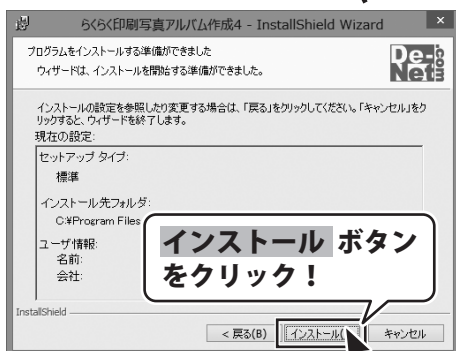 らくらく印刷写真アルバム作成4 - InstallShield Wizard
プログラムをインストールする準備ができました
ウィザードは、インストールを開始する準備ができました。
De-
Net
.com
インストールの設定を参照したり変更する場合は、「戻る」をクリックしてください。「キャンセル」をク
リックすると、ウィザードを終了します。
現在の設定:
セットアップ タイプ:
標準
インストール先フォルダ:
C:¥Program Files
ユーザ情報:
名前:
会社:
インストール ボタン
をクリック！
InstallShield
< 戻る(B)
インストール(
キャンセル